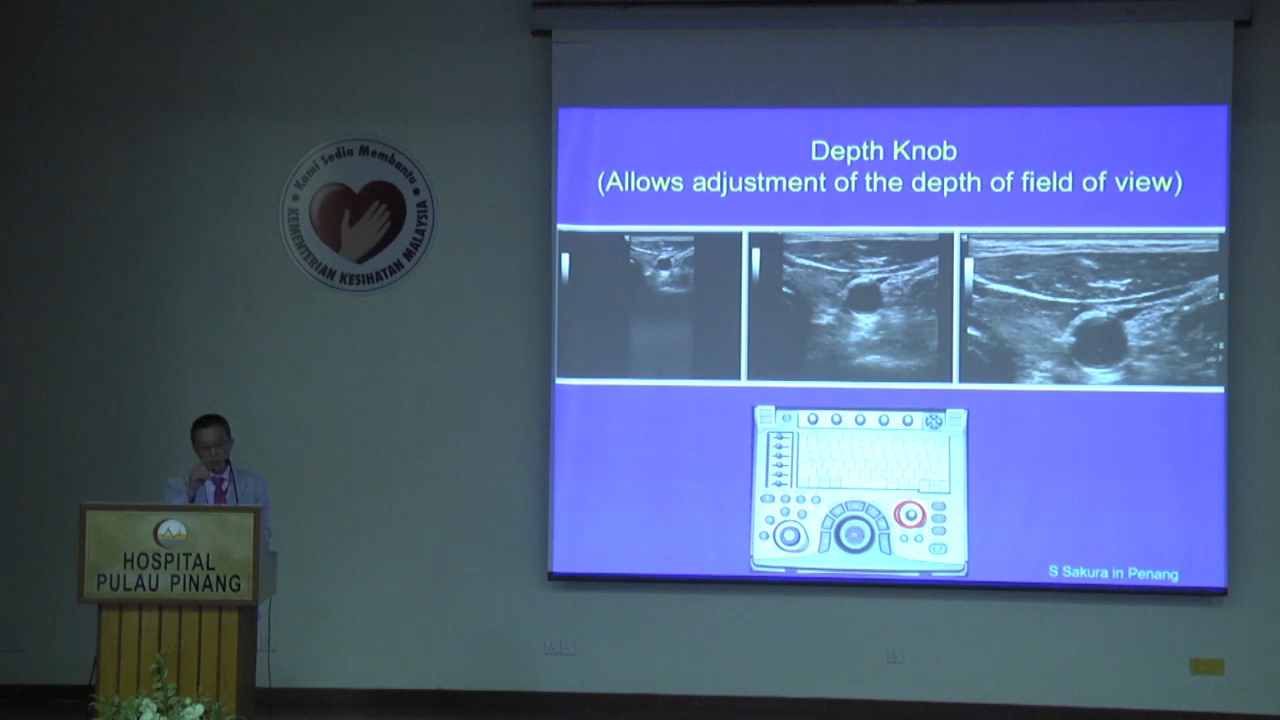 Kami Sedia Membantu
KEMENTERIAN KESIHATAN MALAYSIA
HOSPITAL
PULAU PINANG
Depth Knob
(Allows adjustment of the depth of field of view)
S Sakura in Penang